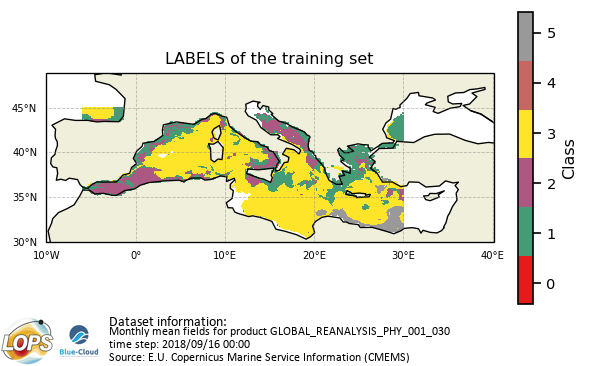 LABELS of the training set
45°N
40°N
35°N
30°N
10°W
0°
10°E
20°E
30°E
40°E
5
4
3
2
1
0
Class
LOPS
Blue-Cloud
Dataset information:
Monthly mean fields for product GLOBAL_REANALYSIS_PHY_001_030
time step: 2018/09/16 00:00
Source: E.U. Copernicus Marine Service Information (CMEMS)